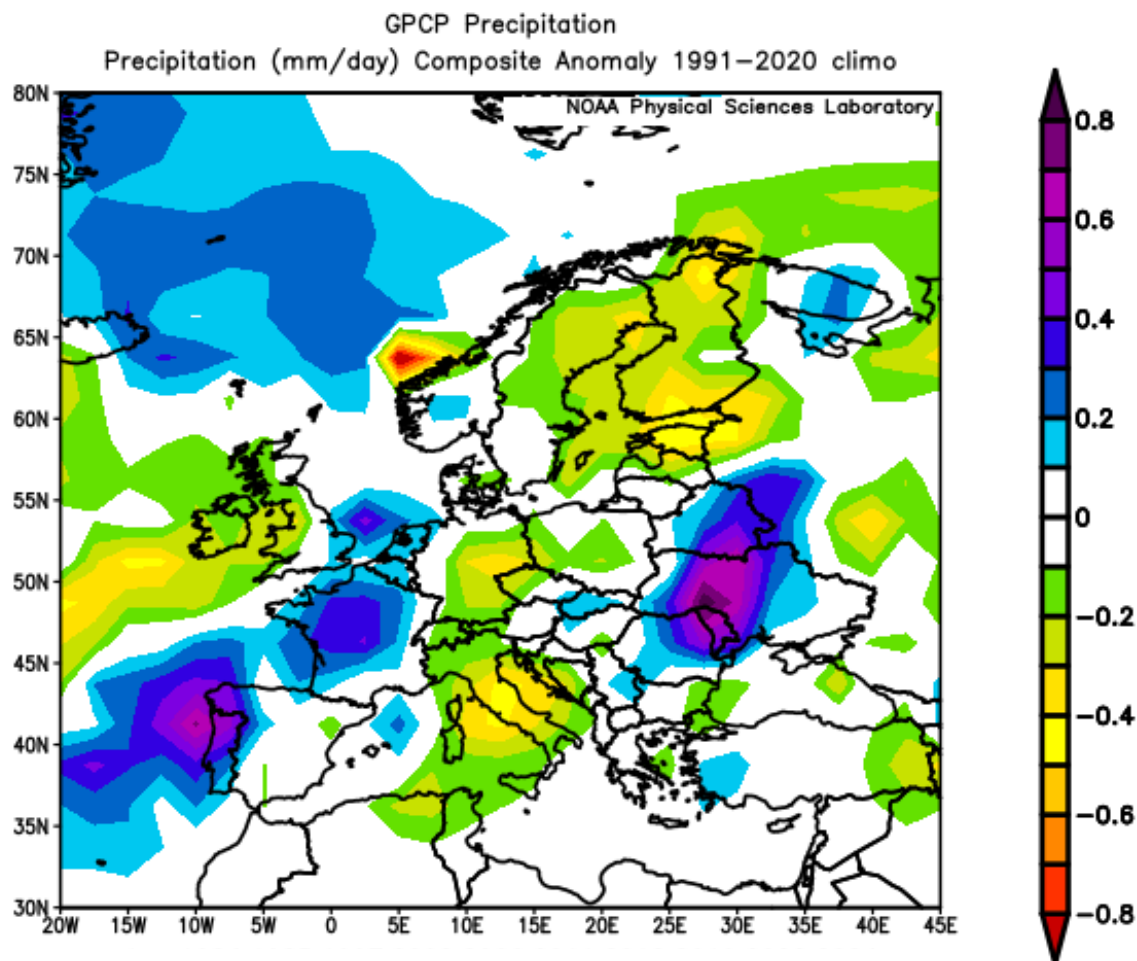 GPCP Precipitation
Precipitation (mm/day) Composite Anomaly 1991−2020 climo
NOAA Physical Sciences Laboratory
80N
75N
70N
65N
60N
55N
50N
45N
40N
35N
30N
20W 15W 10W 5W 0 5E 10E 15E 20E 25E 30E 35E 40E 45E
0.8
0.6
0.4
0.2
0
−0.2
−0.4
−0.6
−0.8